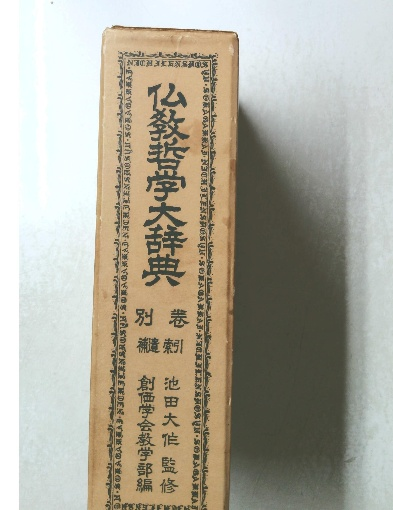 仏教哲学大辞典
別卷
補遺 索引
池田大作監修
創価学会教学部編